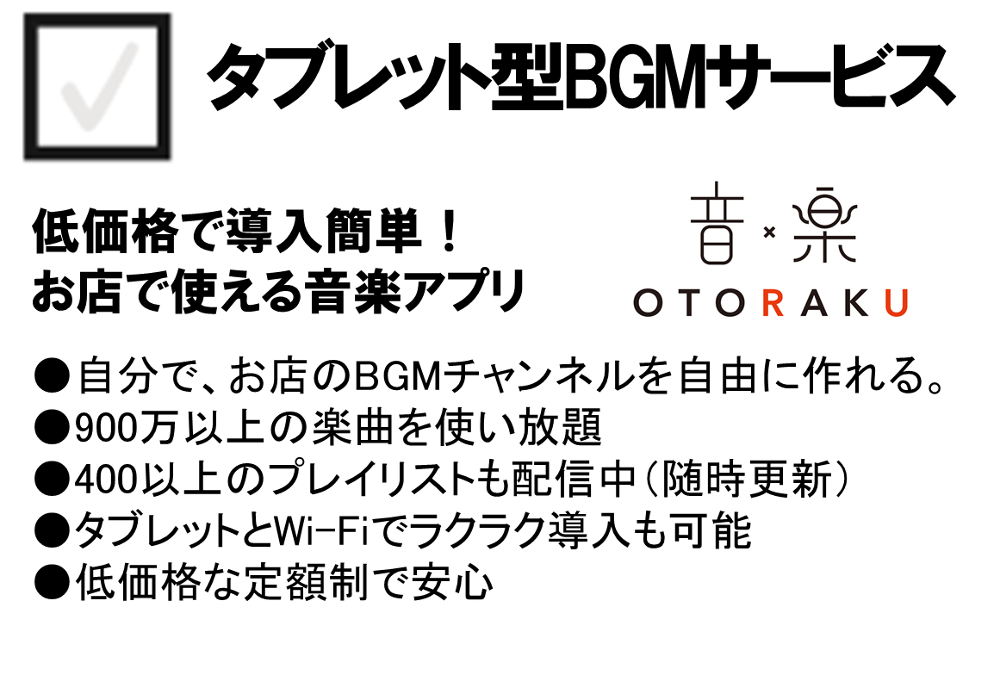 タブレット型BGMサービス
低価格で導入簡単！
お店で使える音楽アプリ
音×楽
OTORAKU
●自分で、お店のBGMチャンネルを自由に作れる。
●900万以上の楽曲を使い放題
●400以上のプレイリストも配信中（随時更新）
●タブレットとWi-Fiでラクラク導入も可能
●低価格な定額制で安心